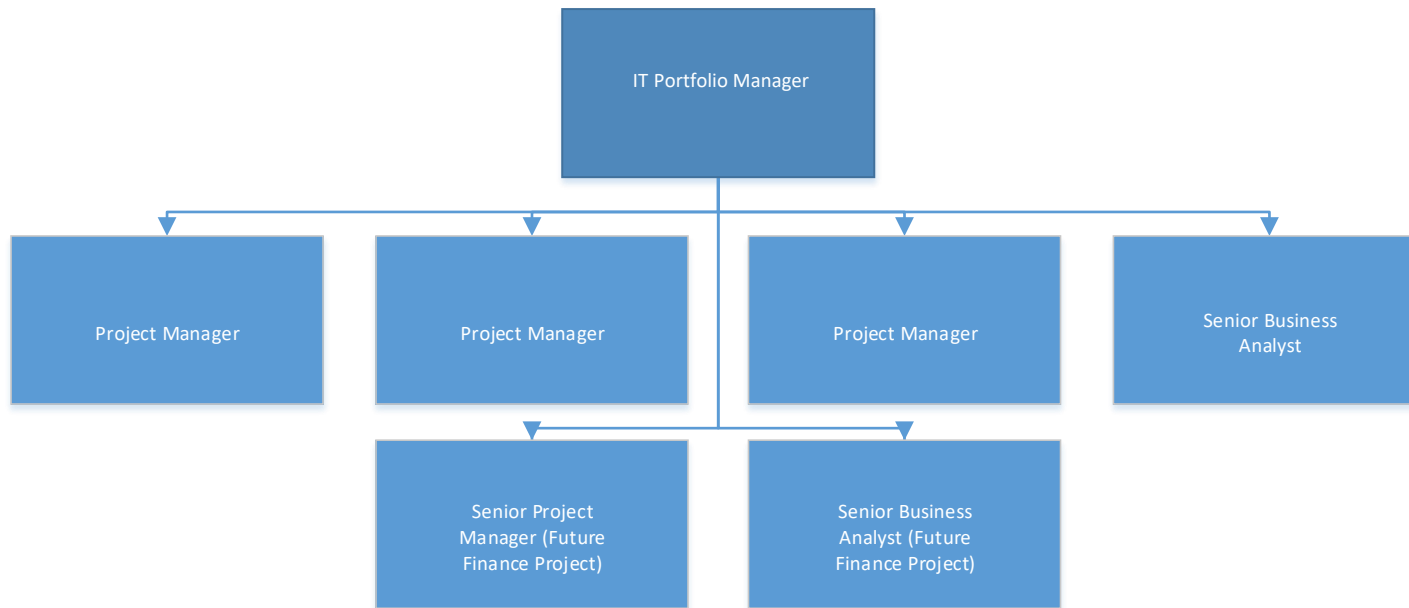 IT Portfolio Manager
Project Manager
Project Manager
Project Manager
Senior Business
Analyst
Senior Project
Manager (Future
Finance Project)
Senior Business
Analyst (Future
Finance Project)